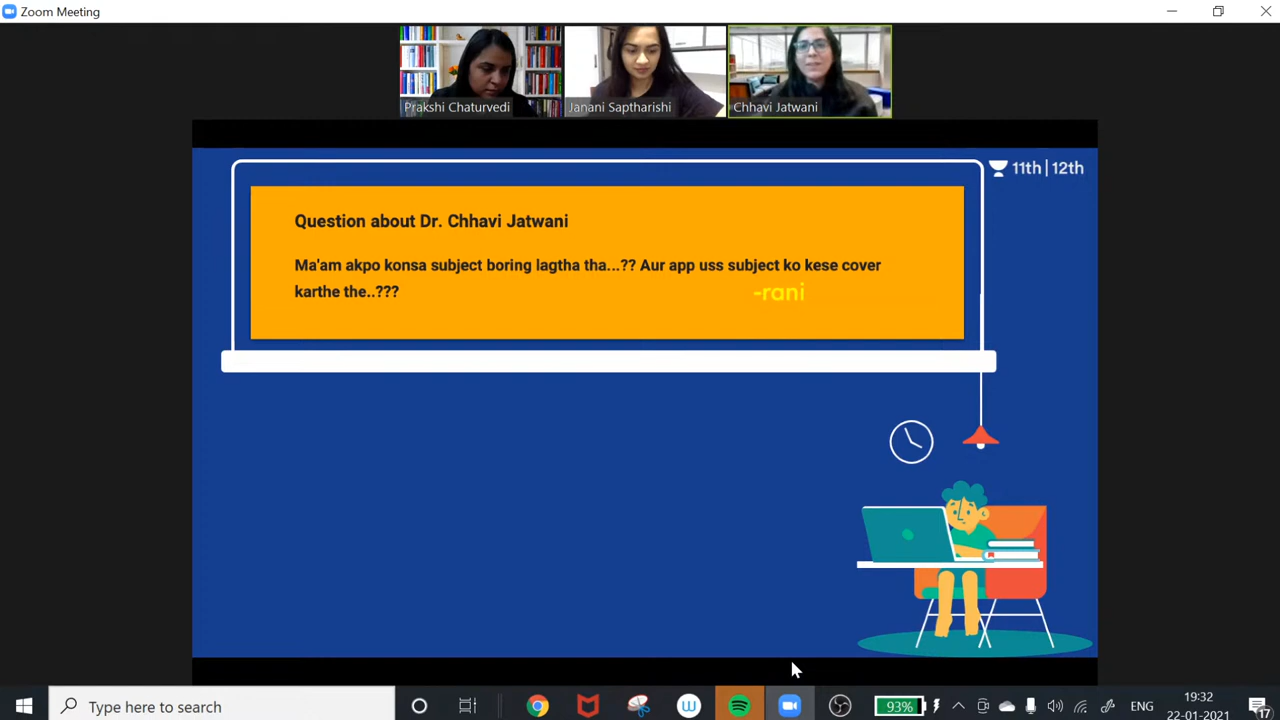 Zoom Meeting
Prakshi Chaturvedi
Janani Saptharishi
Chhavi Jatwani
11th | 12th
Question about Dr. Chhavi Jatwani
Ma'am akpo konsa subject boring lagtha tha...?? Aur app uss subject ko kese cover
karthe the..???
-rani
Type here to search
93%
ENG
19:32
22-01-2021
17